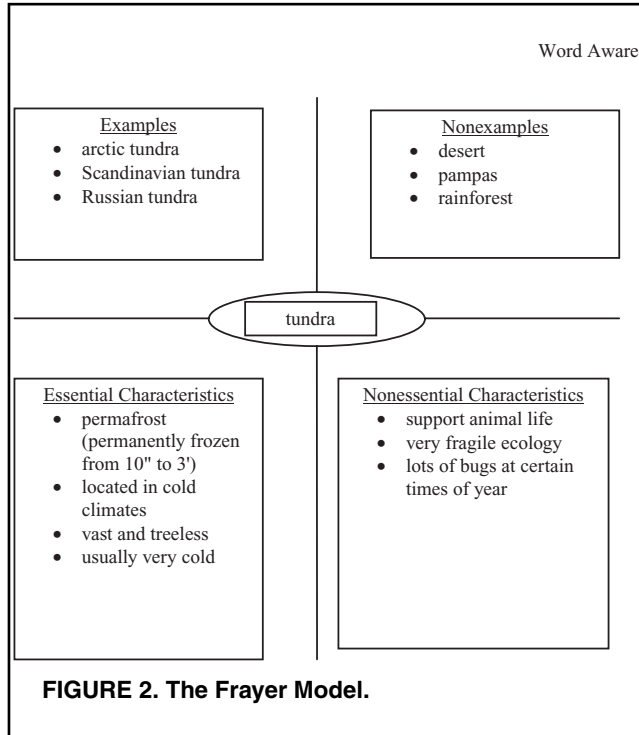 Word Aware
Examples
• arctic tundra
• Scandinavian tundra
• Russian tundra
Nonexamples
• desert
• pampas
• rainforest
tundra
Essential Characteristics
• permafrost
(permanently frozen
from 10" to 3')
• located in cold
climates
• vast and treeless
• usually very cold
Nonessential Characteristics
• support animal life
• very fragile ecology
• lots of bugs at certain
times of year
FIGURE 2. The Frayer Model.